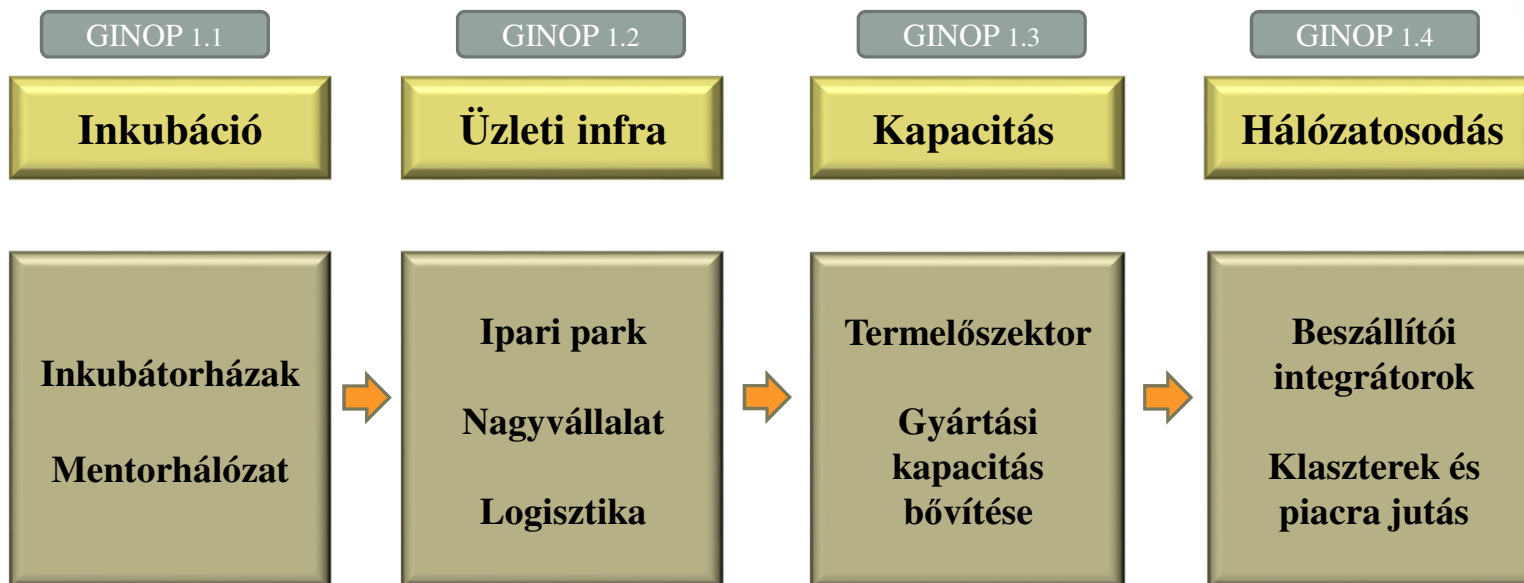 GINOP 1.1
GINOP 1.2
GINOP 1.3
GINOP 1.4
Inkubáció
Üzleti infra
Kapacitás
Hálózatosodás
Inkubátorházak
Mentorhálózat
Ipari park
Nagyvállalat
Logisztika
Termelőszektor
Gyártási
kapacitás
bővítése
Beszállítói
integrátorok
Klaszterek és
piacra jutás